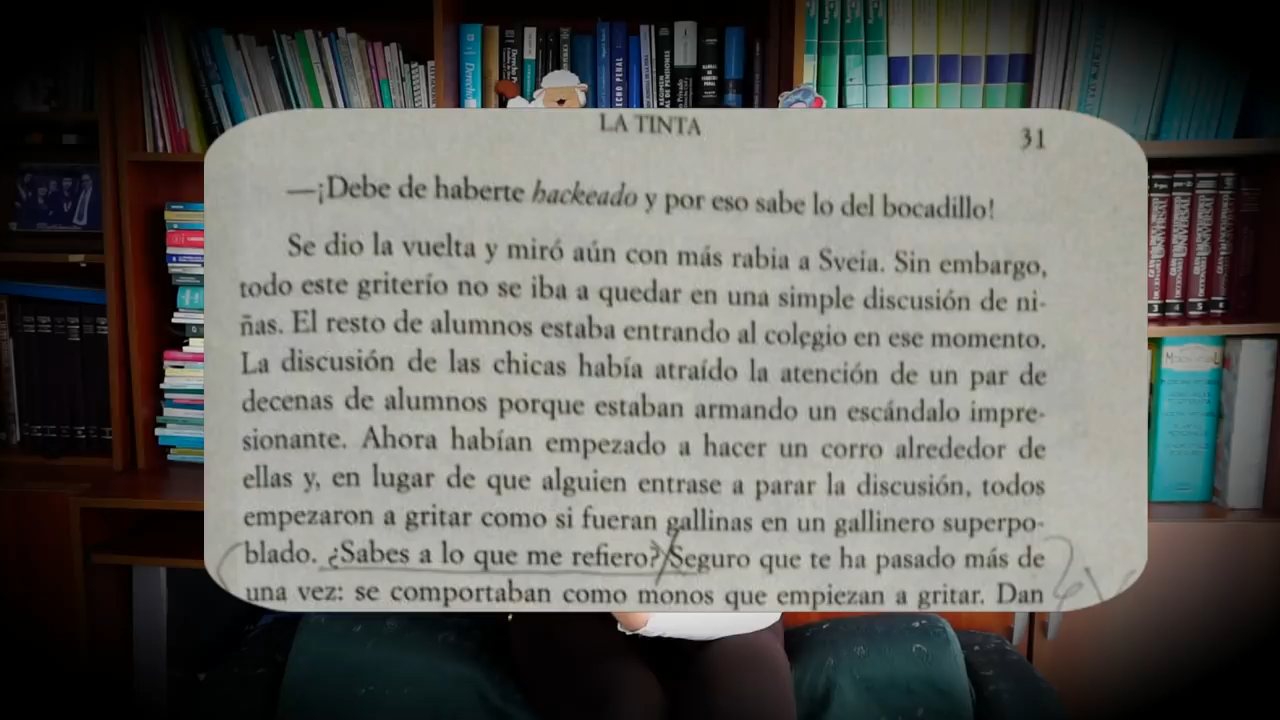 LA TINTA
31
—¡Debe de haberte hackeado y por eso sabe lo del bocadillo!
Se dio la vuelta y miró aún con más rabia a Sveia. Sin embargo,
todo este griterío no se iba a quedar en una simple discusión de ni-
ñas. El resto de alumnos estaba entrando al colegio en ese momento.
La discusión de las chicas había atraído la atención de un par de
decenas de alumnos porque estaban armando un escándalo impre-
sionante. Ahora habían empezado a hacer un corro alrededor de
ellas y, en lugar de que alguien entrase a parar la discusión, todos
empezaron a gritar como si fueran gallinas en un gallinero superpo-
blado. ¿Sabes a lo que me refiero? Seguro que te ha pasado más de
una vez: se comportaban como monos que empiezan a gritar. Dan